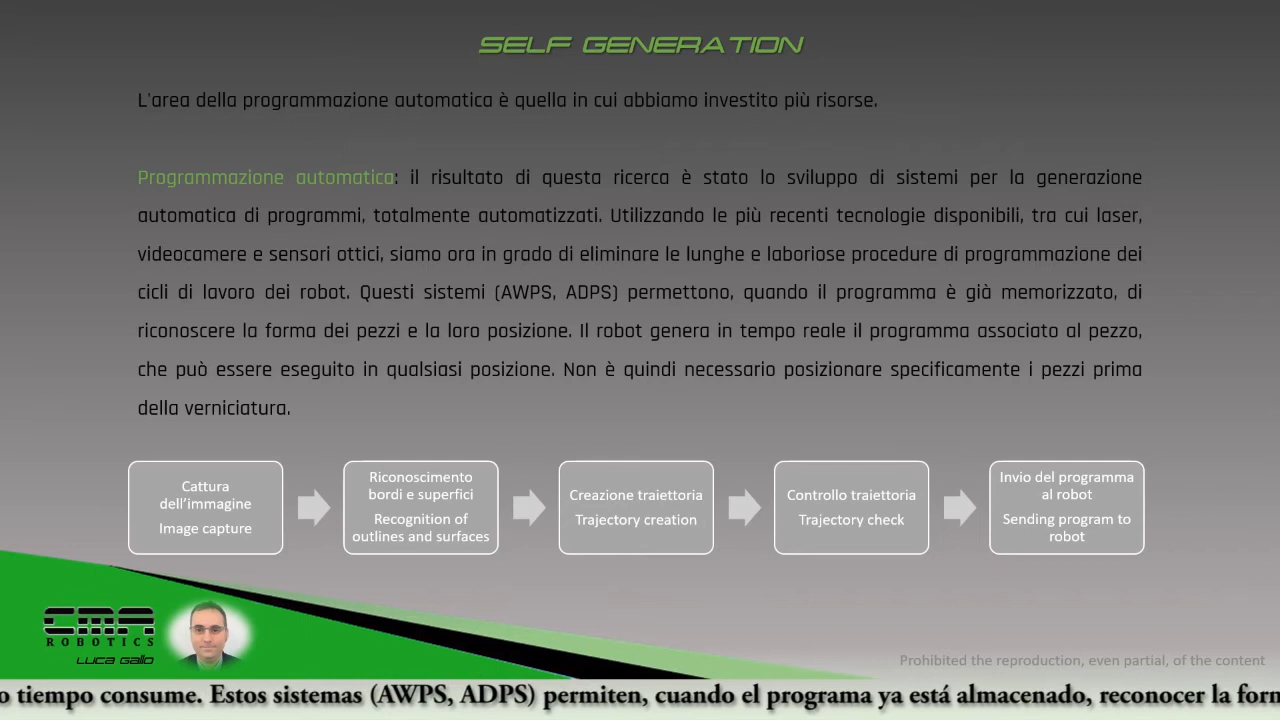 SELF GENERATION
L'area della programmazione automatica è quella in cui abbiamo investito più risorse.
Programmazione automatica: il risultato di questa ricerca è stato lo sviluppo di sistemi per la generazione
automatica di programmi, totalmente automatizzati. Utilizzando le più recenti tecnologie disponibili, tra cui laser,
videocamere e sensori ottici, siamo ora in grado di eliminare le lunghe e laboriose procedure di programmazione dei
cicli di lavoro dei robot. Questi sistemi (AWPS, ADPS) permettono, quando il programma è già memorizzato, di
riconoscere la forma dei pezzi e la loro posizione. Il robot genera in tempo reale il programma associato al pezzo,
che può essere eseguito in qualsiasi posizione. Non è quindi necessario posizionare specificamente i pezzi prima
della verniciatura.
Cattura
dell'immagine
Image capture
Riconoscimento
bordi e superfici
Recognition of
outlines and surfaces
Creazione traiettoria
Trajectory creation
Controllo traiettoria
Trajectory check
Invio del programma
al robot
Sending program to
robot
CMA
ROBOTICS
Luca Gallo
Prohibited the reproduction, even partial, of the content
o tiempo consume. Estos sistemas (AWPS, ADPS) permiten, cuando el programa ya está almacenado, reconocer la forn